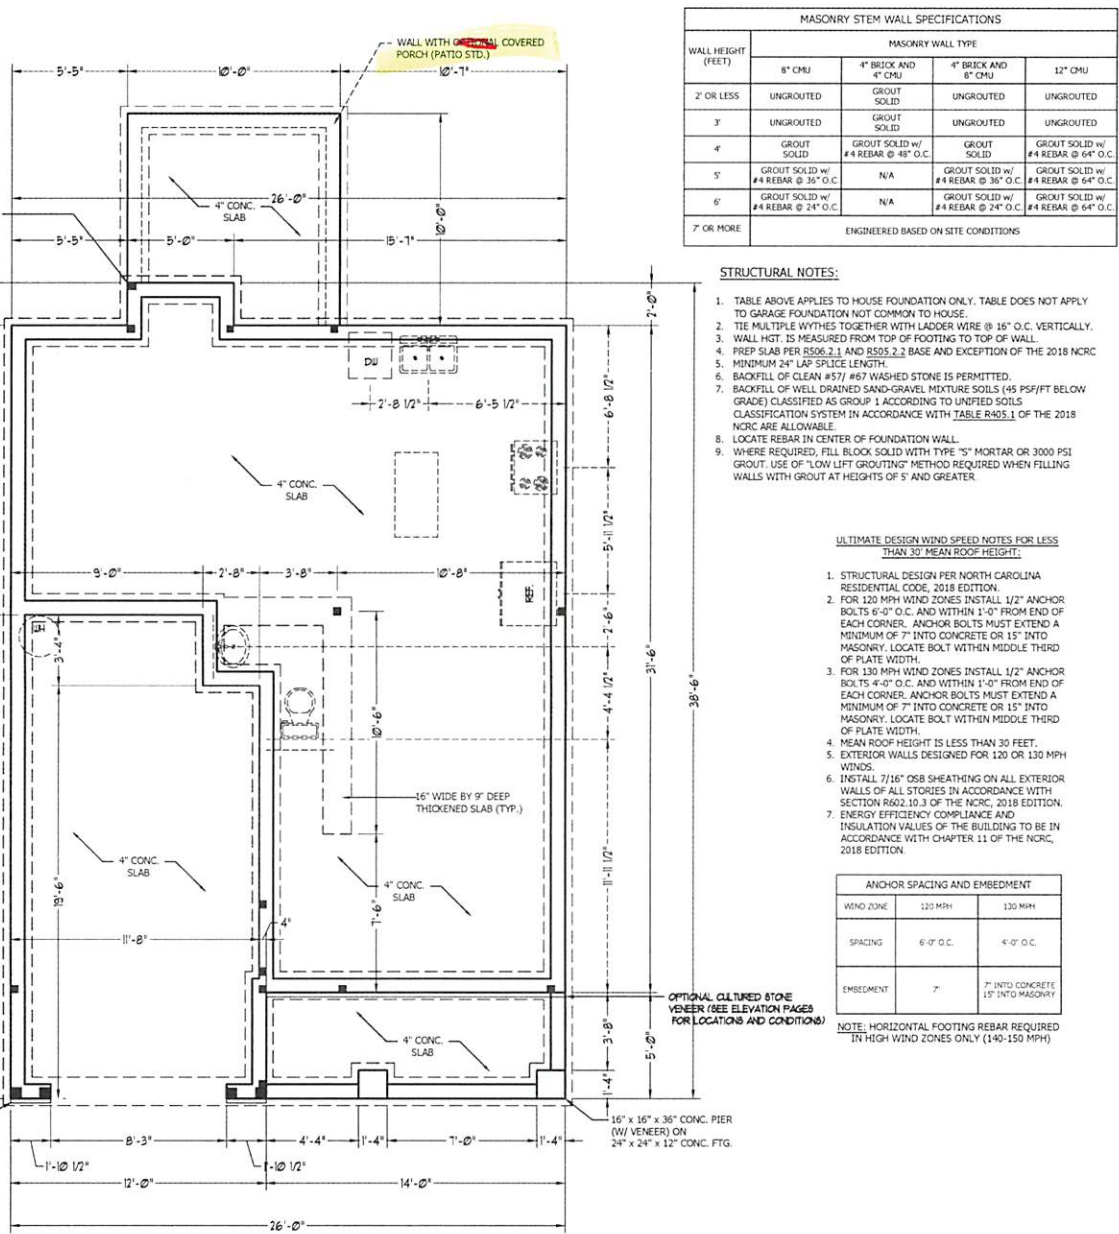 WALL WITH COVERED
PORCH (PATIO STD.)
5'-5"
10'-0"
10'-7"
26'-0"
4" CONC.
SLAB
5'-5"
5'-0"
15'-7"
10'-0"
2'-0"
DW
2'-8 1/2"
6'-5 1/2"
6'-8 1/2"
4" CONC.
SLAB
5'-11 1/2"
9'-0"
2'-8"
3'-8"
10'-8"
REF.
WH
3'-4"
2'-6"
31'-6"
38'-6"
4'-4 1/2"
10'-6"
16" WIDE BY 9" DEEP
THICKENED SLAB (TYP.)
4" CONC.
SLAB
19'-6"
11'-11 1/2"
4" CONC.
SLAB
7'-6"
4"
11'-8"
OPTIONAL CULTURED STONE
VENEER (SEE ELEVATION PAGES
FOR LOCATIONS AND CONDITIONS)
4" CONC.
SLAB
3'-8"
5'-0"
1'-4"
16" x 16" x 36" CONC. PIER
(W/ VENEER) ON
24" x 24" x 12" CONC. FTG.
8'-3"
4'-4"
1'-4"
7'-0"
1'-4"
1'-10 1/2"
1'-10 1/2"
12'-0"
14'-0"
26'-0"
MASONRY STEM WALL SPECIFICATIONS
WALL HEIGHT
(FEET)
MASONRY WALL TYPE
8" CMU
4" BRICK AND
4" CMU
4" BRICK AND
8" CMU
12" CMU
2' OR LESS
UNGROUTED
GROUT
SOLID
UNGROUTED
UNGROUTED
3'
UNGROUTED
GROUT
SOLID
UNGROUTED
UNGROUTED
4'
GROUT
SOLID
GROUT SOLID w/
#4 REBAR @ 48" O.C.
GROUT
SOLID
GROUT SOLID w/
#4 REBAR @ 64" O.C.
5'
GROUT SOLID w/
#4 REBAR @ 36" O.C.
N/A
GROUT SOLID w/
#4 REBAR @ 36" O.C.
GROUT SOLID w/
#4 REBAR @ 64" O.C.
6'
GROUT SOLID w/
#4 REBAR @ 24" O.C.
N/A
GROUT SOLID w/
#4 REBAR @ 24" O.C.
GROUT SOLID w/
#4 REBAR @ 64" O.C.
7' OR MORE
ENGINEERED BASED ON SITE CONDITIONS
STRUCTURAL NOTES:
1. TABLE ABOVE APPLIES TO HOUSE FOUNDATION ONLY. TABLE DOES NOT APPLY
TO GARAGE FOUNDATION NOT COMMON TO HOUSE.
2. TIE MULTIPLE WYTHES TOGETHER WITH LADDER WIRE @ 16" O.C. VERTICALLY.
3. WALL HGT. IS MEASURED FROM TOP OF FOOTING TO TOP OF WALL.
4. PREP SLAB PER R506.2.1 AND R505.2.2 BASE AND EXCEPTION OF THE 2018 NCRC
5. MINIMUM 24" LAP SPLICE LENGTH.
6. BACKFILL OF CLEAN #57/ #67 WASHED STONE IS PERMITTED.
7. BACKFILL OF WELL DRAINED SAND-GRAVEL MIXTURE SOILS (45 PSF/FT BELOW
GRADE) CLASSIFIED AS GROUP 1 ACCORDING TO UNIFIED SOILS
CLASSIFICATION SYSTEM IN ACCORDANCE WITH TABLE R405.1 OF THE 2018
NCRC ARE ALLOWABLE.
8. LOCATE REBAR IN CENTER OF FOUNDATION WALL.
9. WHERE REQUIRED, FILL BLOCK SOLID WITH TYPE "S" MORTAR OR 3000 PSI
GROUT. USE OF "LOW LIFT GROUTING" METHOD REQUIRED WHEN FILLING
WALLS WITH GROUT AT HEIGHTS OF 5' AND GREATER.
ULTIMATE DESIGN WIND SPEED NOTES FOR LESS
THAN 30' MEAN ROOF HEIGHT:
1. STRUCTURAL DESIGN PER NORTH CAROLINA
RESIDENTIAL CODE, 2018 EDITION.
2. FOR 120 MPH WIND ZONES INSTALL 1/2" ANCHOR
BOLTS 6'-0" O.C. AND WITHIN 1'-0" FROM END OF
EACH CORNER. ANCHOR BOLTS MUST EXTEND A
MINIMUM OF 7" INTO CONCRETE OR 15" INTO
MASONRY. LOCATE BOLT WITHIN MIDDLE THIRD
OF PLATE WIDTH.
3. FOR 130 MPH WIND ZONES INSTALL 1/2" ANCHOR
BOLTS 4'-0" O.C. AND WITHIN 1'-0" FROM END OF
EACH CORNER. ANCHOR BOLTS MUST EXTEND A
MINIMUM OF 7" INTO CONCRETE OR 15" INTO
MASONRY. LOCATE BOLT WITHIN MIDDLE THIRD
OF PLATE WIDTH.
4. MEAN ROOF HEIGHT IS LESS THAN 30 FEET.
5. EXTERIOR WALLS DESIGNED FOR 120 OR 130 MPH
WINDS.
6. INSTALL 7/16" OSB SHEATHING ON ALL EXTERIOR
WALLS OF ALL STORIES IN ACCORDANCE WITH
SECTION R602.10.3 OF THE NCRC, 2018 EDITION.
7. ENERGY EFFICIENCY COMPLIANCE AND
INSULATION VALUES OF THE BUILDING TO BE IN
ACCORDANCE WITH CHAPTER 11 OF THE NCRC,
2018 EDITION.
ANCHOR SPACING AND EMBEDMENT
WIND ZONE
120 MPH
130 MPH
SPACING
6'-0" O.C.
4'-0" O.C.
EMBEDMENT
7"
7" INTO CONCRETE
15" INTO MASONRY
NOTE: HORIZONTAL FOOTING REBAR REQUIRED
IN HIGH WIND ZONES ONLY (140-150 MPH)